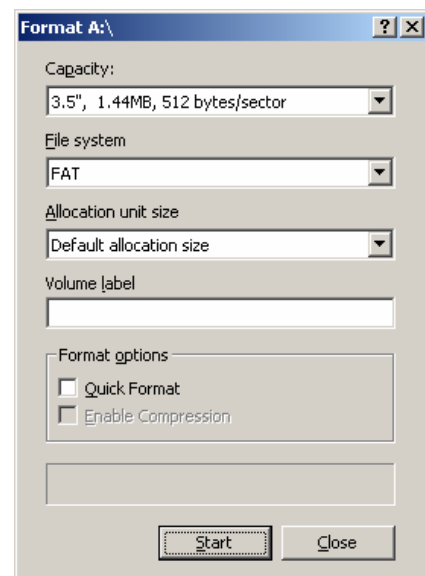 Format A:\
Capacity:
3.5", 1.44MB, 512 bytes/sector
File system
FAT
Allocation unit size
Default allocation size
Volume label
Format options
Quick Format
Enable Compression
Start Close